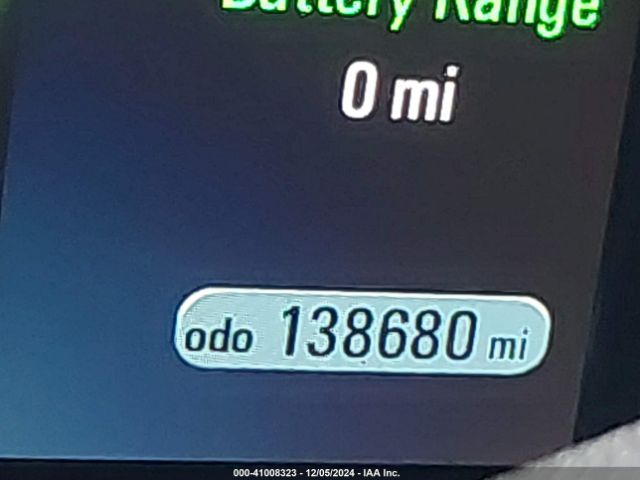 Battery Range
0 mi
odo 138680 mi
000-41008323 - 12/05/2024 - IAA Inc.